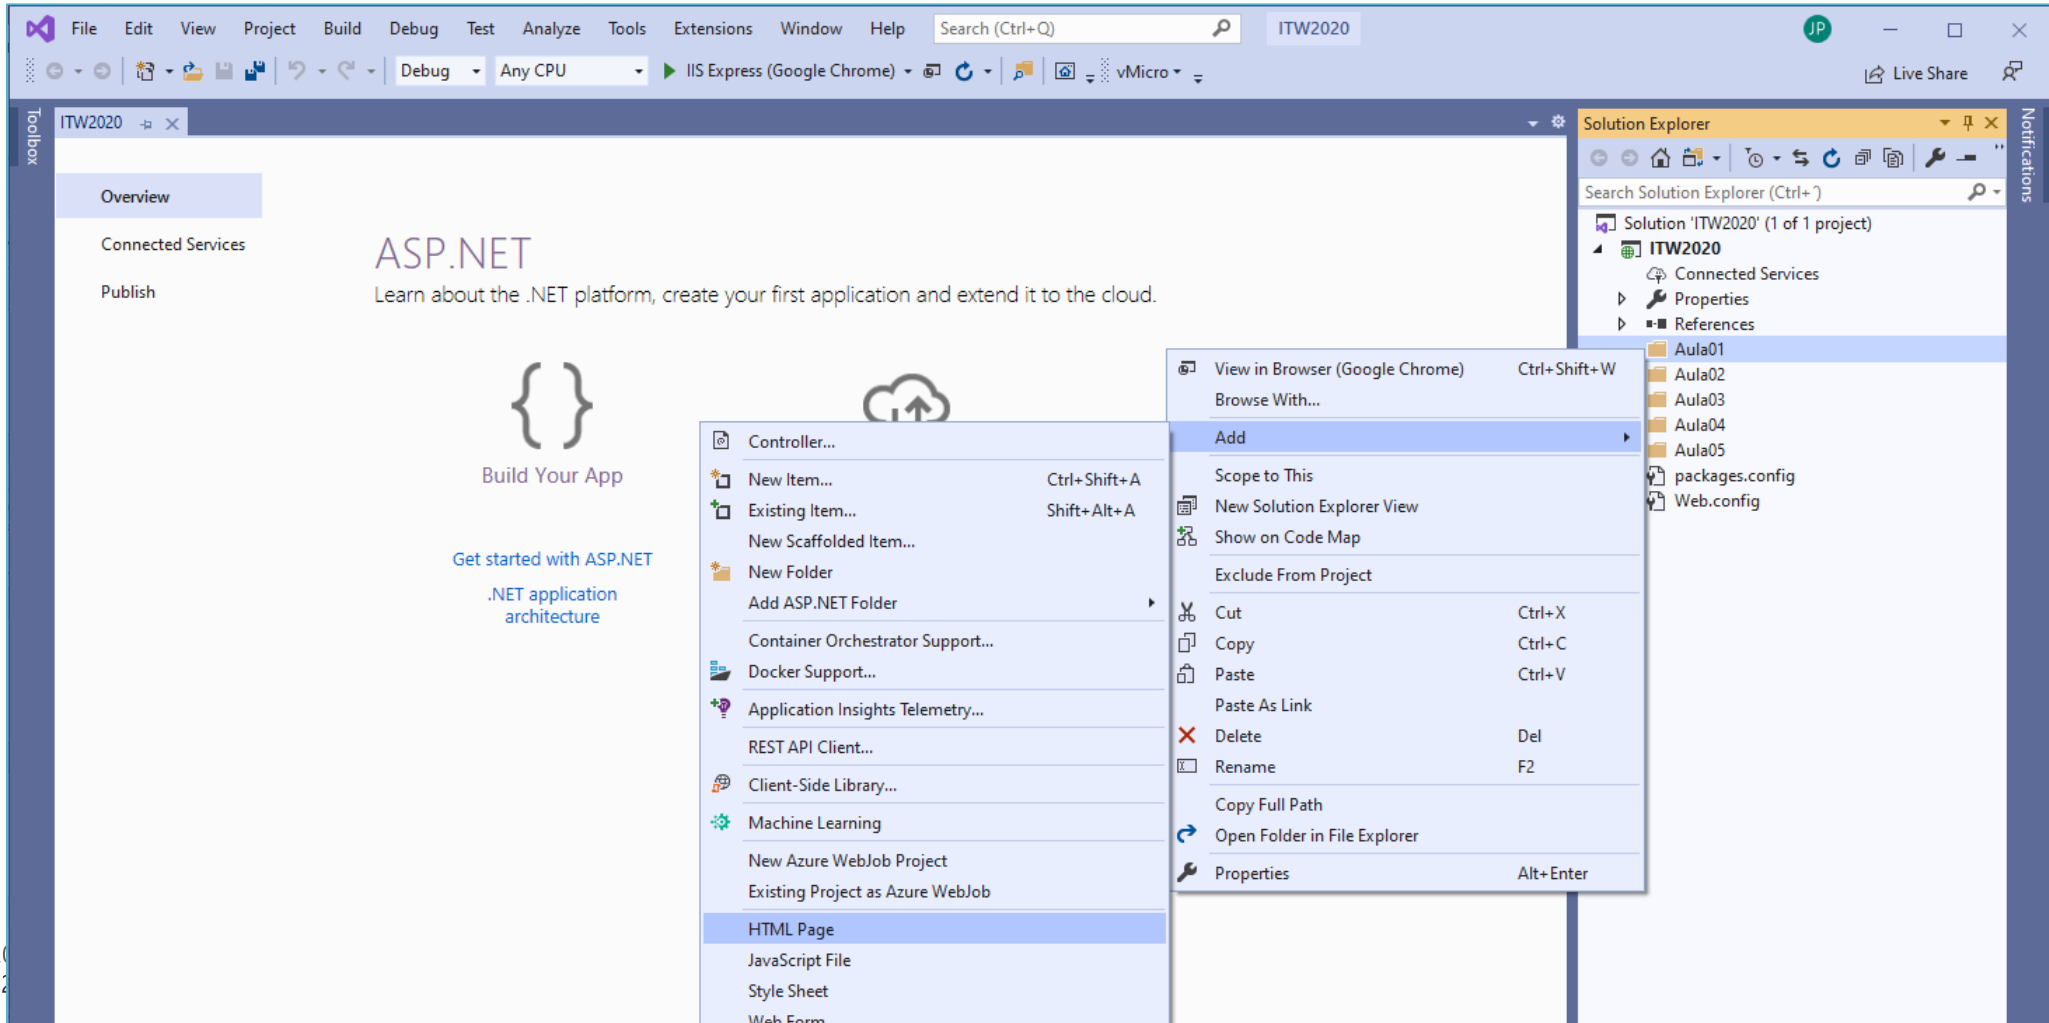 File Edit View Project Build Debug Test Analyze Tools Extensions Window Help Search (Ctrl+Q) ITW2020 JP
Debug Any CPU IIS Express (Google Chrome) vMicro Live Share
Toolbox
ITW2020
Overview
Connected Services
Publish
ASP.NET
Learn about the .NET platform, create your first application and extend it to the cloud.
Build Your App
Get started with ASP.NET
.NET application
architecture
Controller...
New Item... Ctrl+Shift+A
Existing Item... Shift+Alt+A
New Scaffolded Item...
New Folder
Add ASP.NET Folder
Container Orchestrator Support...
Docker Support...
Application Insights Telemetry...
REST API Client...
Client-Side Library...
Machine Learning
New Azure WebJob Project
Existing Project as Azure WebJob
HTML Page
JavaScript File
Style Sheet
Web Form
View in Browser (Google Chrome) Ctrl+Shift+W
Browse With...
Add
Scope to This
New Solution Explorer View
Show on Code Map
Exclude From Project
Cut Ctrl+X
Copy Ctrl+C
Paste Ctrl+V
Paste As Link
Delete Del
Rename F2
Copy Full Path
Open Folder in File Explorer
Properties Alt+Enter
Solution Explorer
Search Solution Explorer (Ctrl+´)
Solution 'ITW2020' (1 of 1 project)
ITW2020
Connected Services
Properties
References
Aula01
Aula02
Aula03
Aula04
Aula05
packages.config
Web.config
Notifications